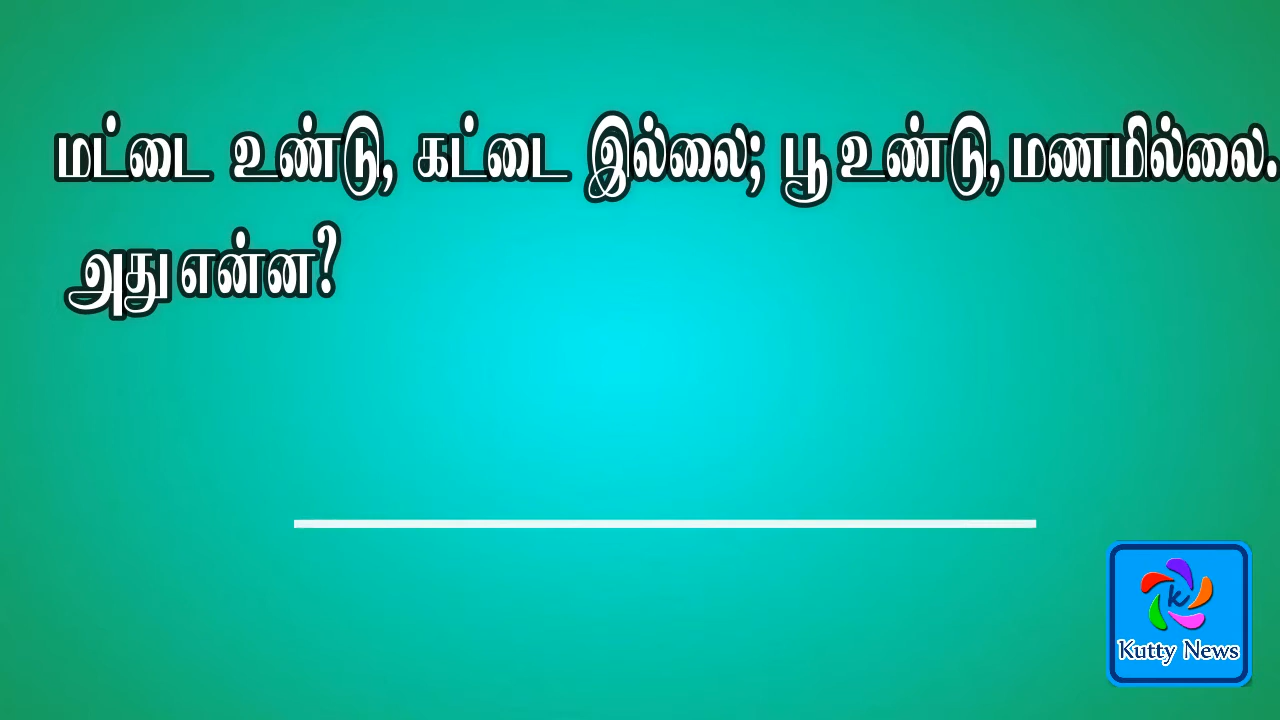 மட்டை உண்டு, கட்டை இல்லை; பூ உண்டு, மணமில்லை.
அது என்ன?
k
Kutty News